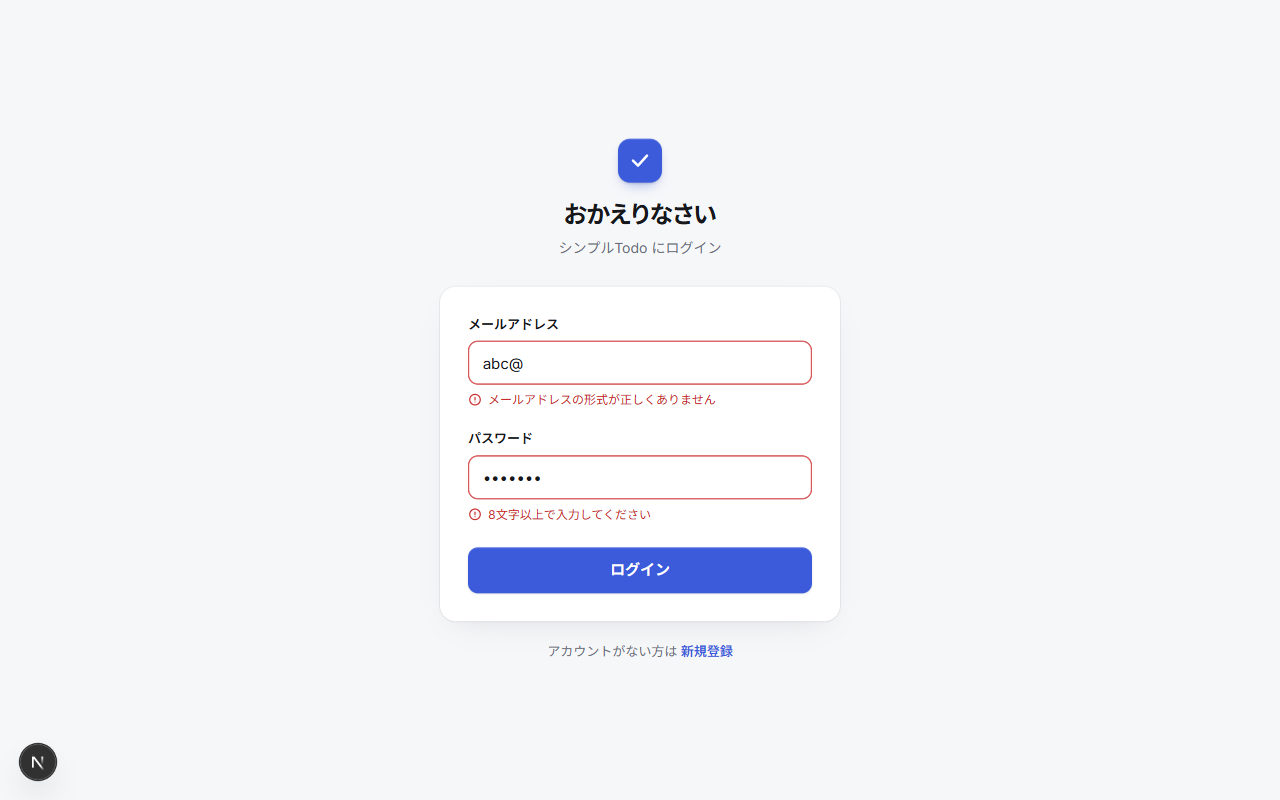 おかえりなさい
シンプルTodo にログイン
メールアドレス
abc@
メールアドレスの形式が正しくありません
パスワード
•••••••
8文字以上で入力してください
ログイン
アカウントがない方は 新規登録
N